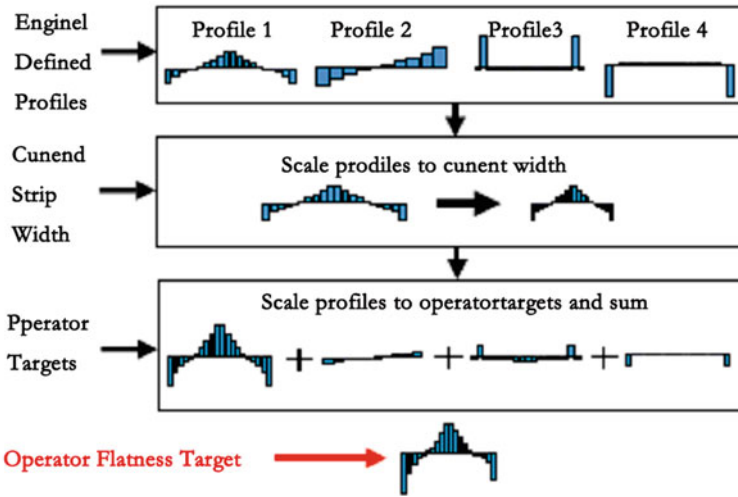 Enginel
Defined
Profiles
Profile 1
Profile 2
Profile3
Profile 4
Cunend
Strip
Width
Scale prodiles to cunent width
Pperator
Targets
Scale profiles to operatortargets and sum
Operator Flatness Target